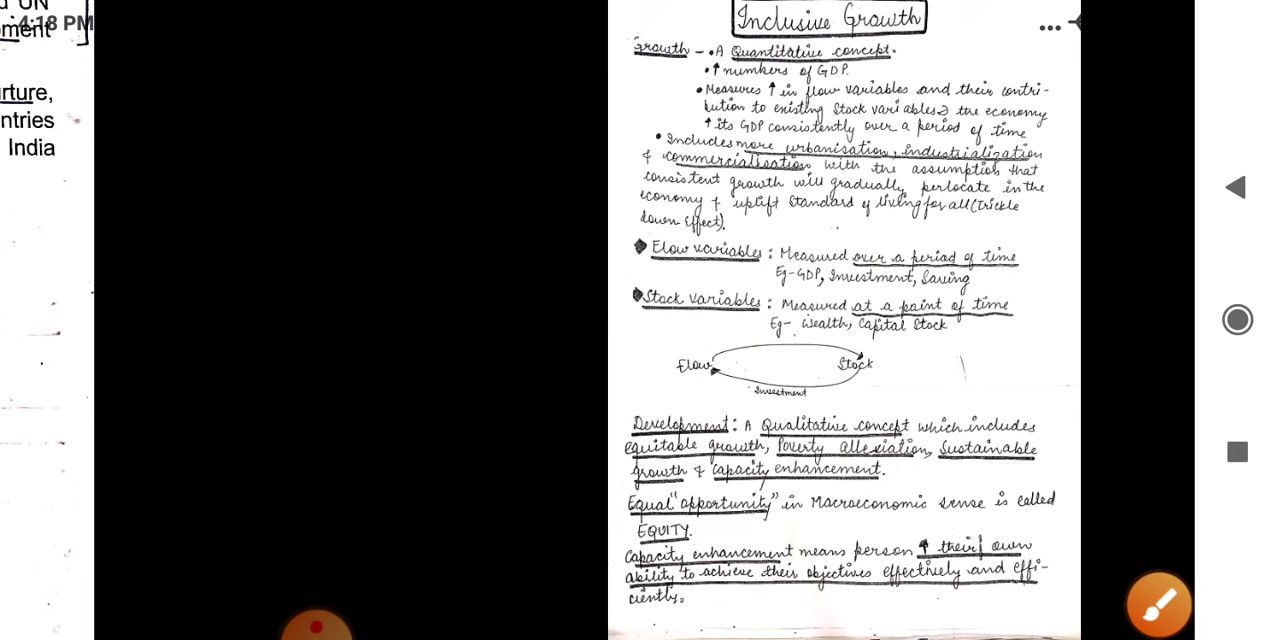 d UN
4:18 PM
ment
rture,
ntries
India
Inclusive Growth
Growth - • A Quantitative concept.
• ↑ numbers of GDP.
• Measures ↑ in flow variables and their contri-
bution to existing Stock variables & the economy
↑ its GDP consistently over a period of time
• Includes more urbanisation, industrialization
& commercialisation with the assumption that
consistent growth will gradually perlocate in the
economy & uplift Standard of living for all (Trickle
down Effect).
Flow variables : Measured over a period of time
Eg - GDP, Investment, Saving
Stock variables : Measured at a point of time
Eg - Wealth, Capital Stock
Flow Stock
Investment
Development : A Qualitative concept which includes
equitable growth, Poverty alleviation, Sustainable
growth & capacity enhancement.
Equal "opportunity" in Macroeconomic sense is called
EQUITY.
Capacity enhancement means person ↑ their own
ability to achieve their objectives effectively and effi-
ciently.